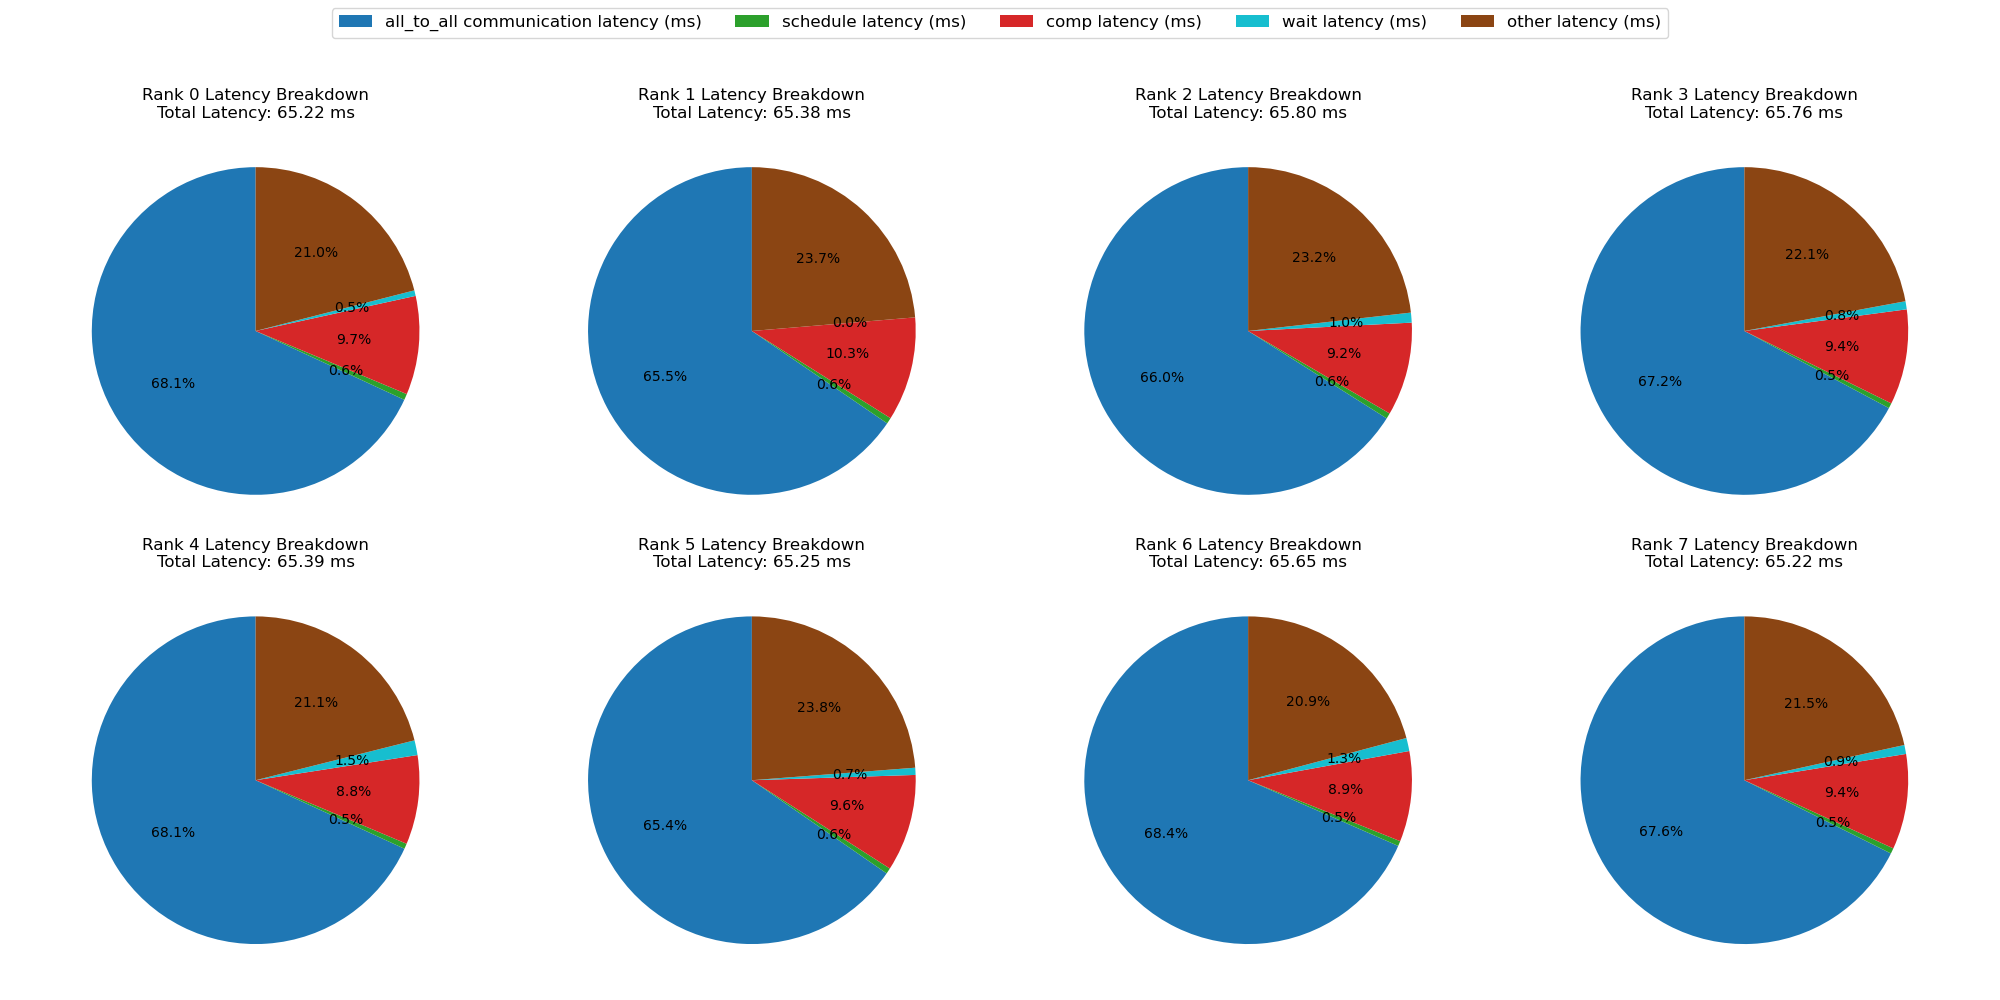 all_to_all communication latency (ms) schedule latency (ms) comp latency (ms) wait latency (ms) other latency (ms)
Rank 0 Latency Breakdown
Total Latency: 65.22 ms
21.0%
0.5%
9.7%
0.6%
68.1%
Rank 1 Latency Breakdown
Total Latency: 65.38 ms
23.7%
0.0%
10.3%
0.6%
65.5%
Rank 2 Latency Breakdown
Total Latency: 65.80 ms
23.2%
1.0%
9.2%
0.6%
66.0%
Rank 3 Latency Breakdown
Total Latency: 65.76 ms
22.1%
0.8%
9.4%
0.5%
67.2%
Rank 4 Latency Breakdown
Total Latency: 65.39 ms
21.1%
1.5%
8.8%
0.5%
68.1%
Rank 5 Latency Breakdown
Total Latency: 65.25 ms
23.8%
0.7%
9.6%
0.6%
65.4%
Rank 6 Latency Breakdown
Total Latency: 65.65 ms
20.9%
1.3%
8.9%
0.5%
68.4%
Rank 7 Latency Breakdown
Total Latency: 65.22 ms
21.5%
0.9%
9.4%
0.5%
67.6%